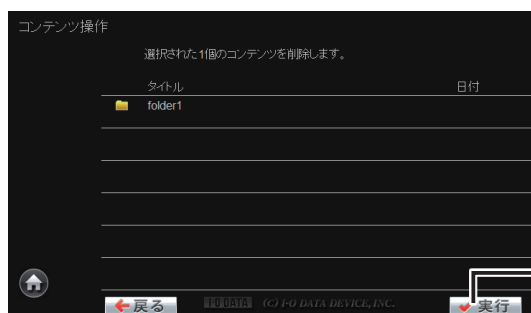 コンテンツ操作
選択された1個のコンテンツを削除します。
タイトル 日付
folder1
戻る I-O DATA (C) I-O DATA DEVICE, INC. 実行